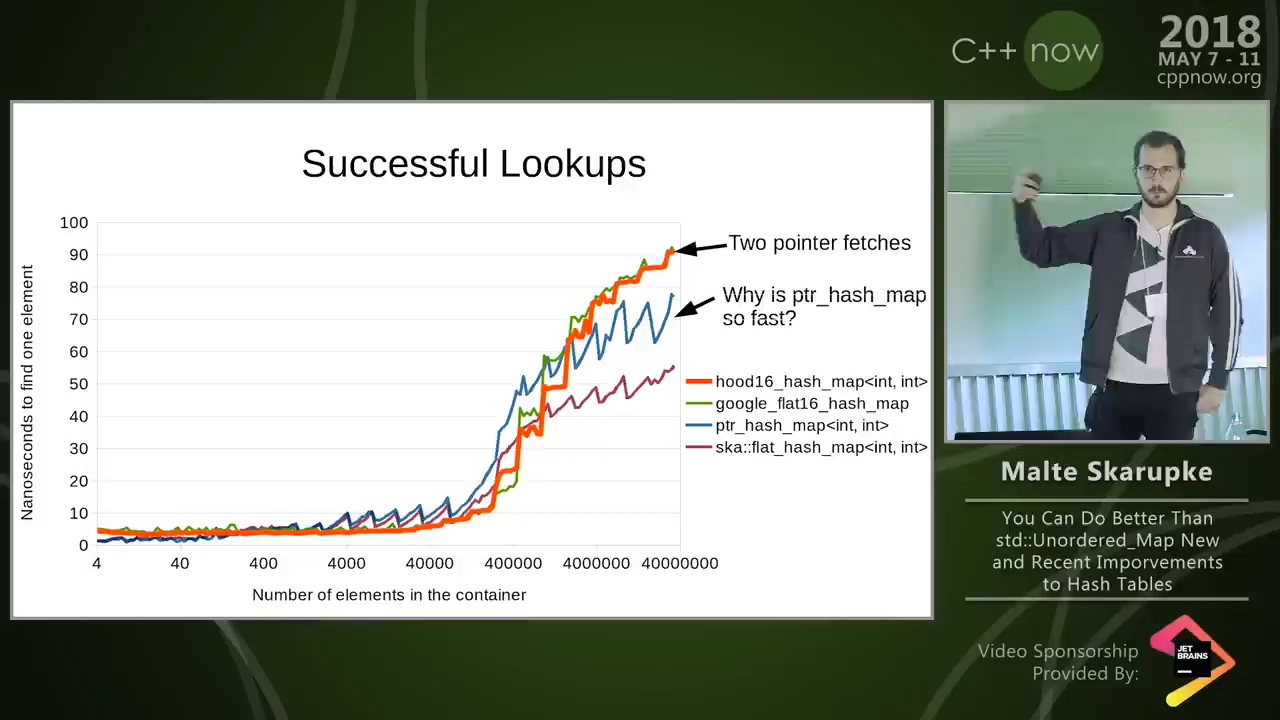 C++ now
2018
MAY 7 - 11
cppnow.org
Successful Lookups
Nanoseconds to find one element
100
90
80
70
60
50
40
30
20
10
0
4 40 400 4000 40000 400000 4000000 40000000
Number of elements in the container
Two pointer fetches
Why is ptr_hash_map
so fast?
hood16_hash_map<int, int>
google_flat16_hash_map
ptr_hash_map<int, int>
ska::flat_hash_map<int, int>
Malte Skarupke
You Can Do Better Than
std::Unordered_Map New
and Recent Imporvements
to Hash Tables
Video Sponsorship
Provided By:
JET
BRAINS